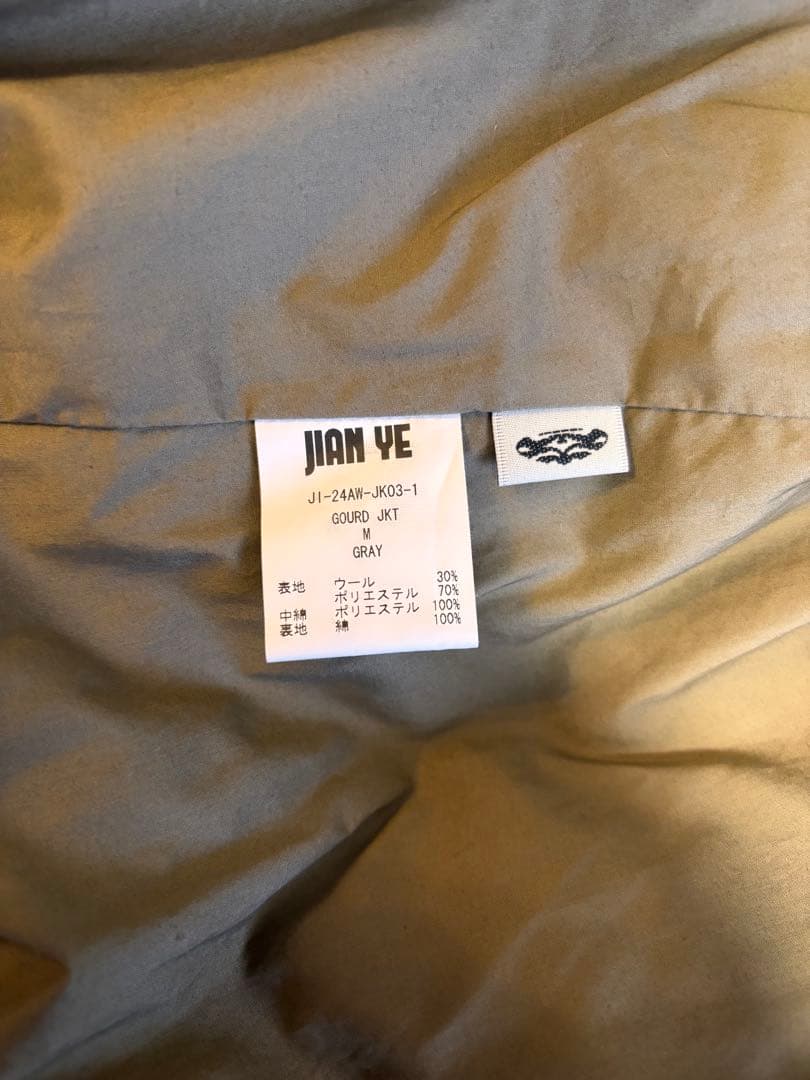 JIAN YE
JI-24AW-JK03-1
GOURD JKT
M
GRAY
表地 ウール 30%
ポリエステル 70%
中綿 ポリエステル 100%
裏地 綿 100%